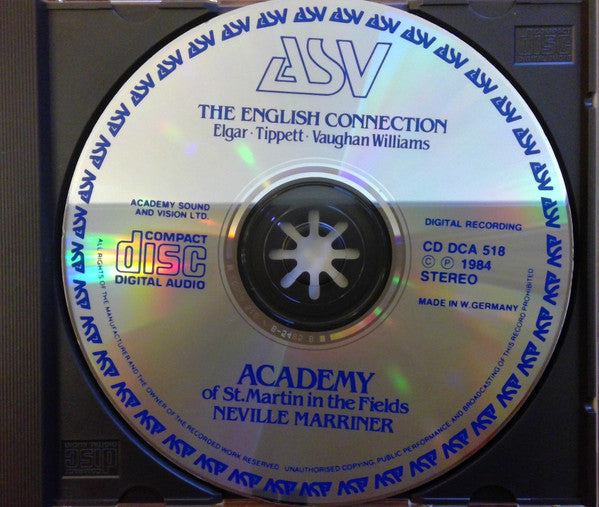 ASV
THE ENGLISH CONNECTION
Elgar · Tippett · Vaughan Williams
ACADEMY SOUND
AND VISION LTD.
COMPACT
disc
DIGITAL AUDIO
DIGITAL RECORDING
CD DCA 518
© ℗ 1984
STEREO
MADE IN W.GERMANY
ACADEMY
of St. Martin in the Fields
NEVILLE MARRINER
ALL RIGHTS OF THE MANUFACTURER AND THE OWNER OF THE RECORDED WORK RESERVED. UNAUTHORISED COPYING, PUBLIC PERFORMANCE AND BROADCASTING OF THIS RECORD PROHIBITED.